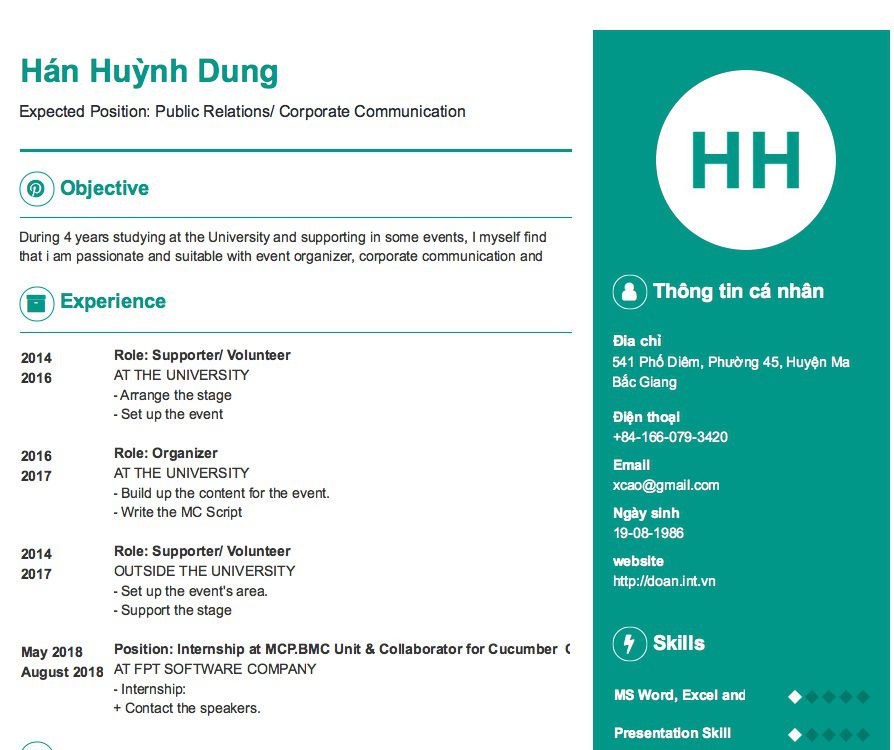 Hán Huỳnh Dung
Expected Position: Public Relations/ Corporate Communication
Objective
During 4 years studying at the University and supporting in some events, I myself find
that i am passionate and suitable with event organizer, corporate communication and
Experience
2014
2016
Role: Supporter/ Volunteer
AT THE UNIVERSITY
- Arrange the stage
- Set up the event
2016
2017
Role: Organizer
AT THE UNIVERSITY
- Build up the content for the event.
- Write the MC Script
2014
2017
Role: Supporter/ Volunteer
OUTSIDE THE UNIVERSITY
- Set up the event's area.
- Support the stage
May 2018
August 2018
Position: Internship at MCP.BMC Unit & Collaborator for Cucumber
AT FPT SOFTWARE COMPANY
- Internship:
+ Contact the speakers.
HH
Thông tin cá nhân
Địa chỉ
541 Phố Diêm, Phường 45, Huyện Ma
Bắc Giang
Điện thoại
+84-166-079-3420
Email
xcao@gmail.com
Ngày sinh
19-08-1986
website
http://doan.int.vn
Skills
MS Word, Excel and
Presentation Skill